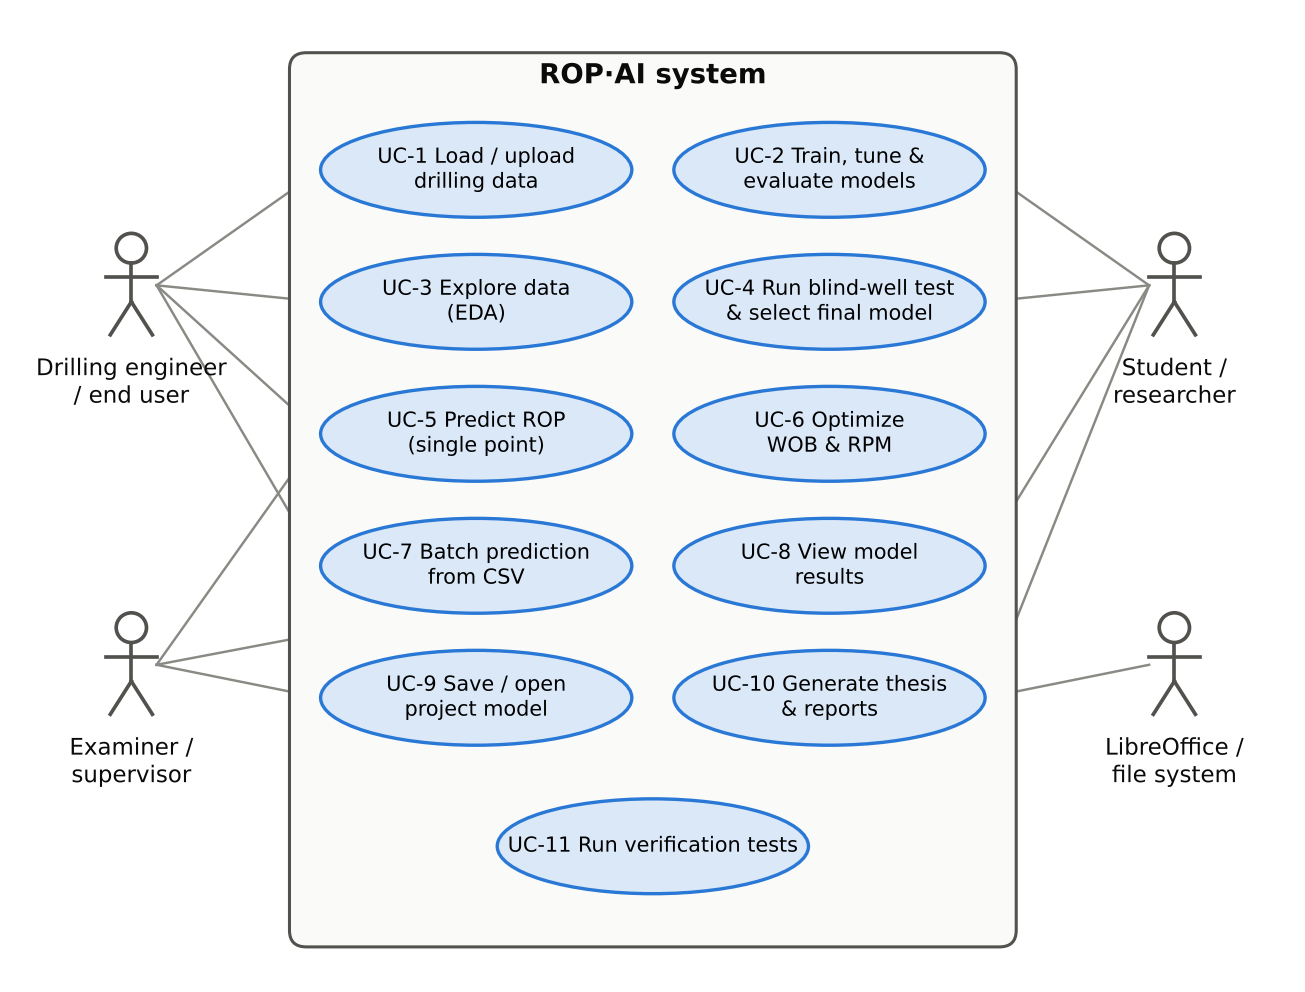 ROP·AI system
UC-1 Load / upload
drilling data
UC-2 Train, tune &
evaluate models
UC-3 Explore data
(EDA)
UC-4 Run blind-well test
& select final model
UC-5 Predict ROP
(single point)
UC-6 Optimize
WOB & RPM
UC-7 Batch prediction
from CSV
UC-8 View model
results
UC-9 Save / open
project model
UC-10 Generate thesis
& reports
UC-11 Run verification tests
Drilling engineer
/ end user
Examiner /
supervisor
Student /
researcher
LibreOffice /
file system